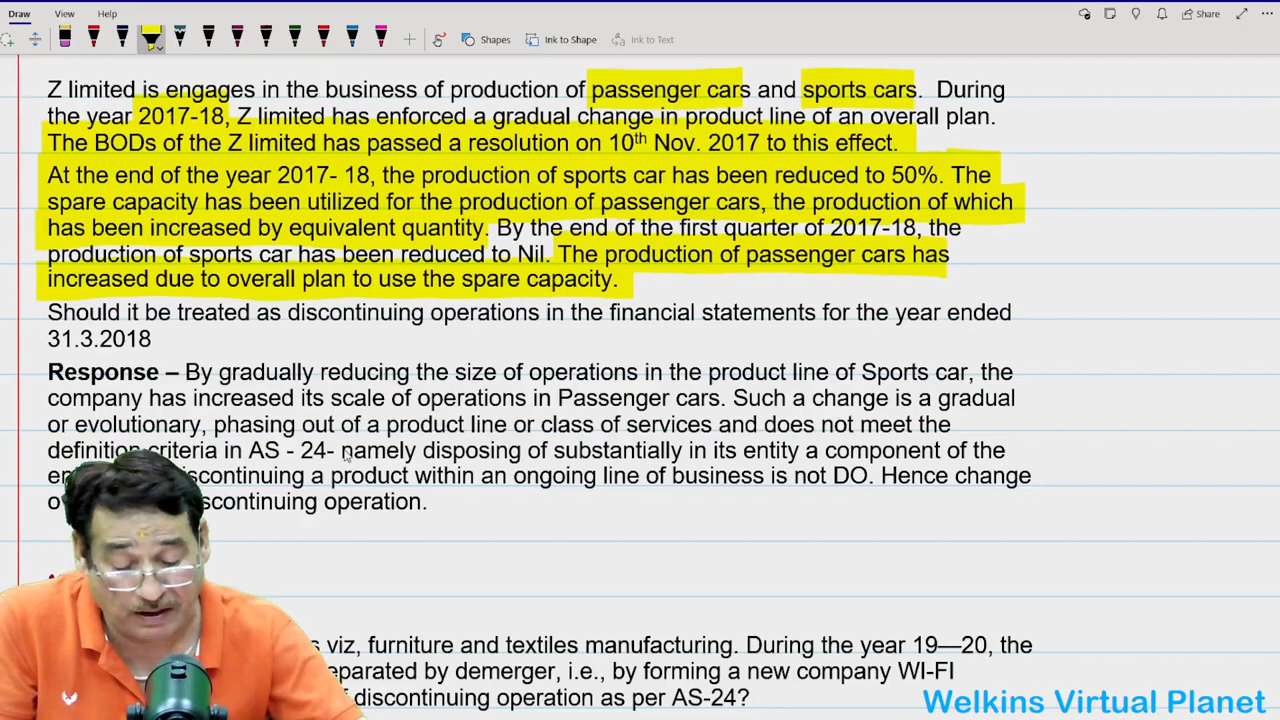 Draw View Help
Share
Shapes Ink to Shape Ink to Text
Z limited is engages in the business of production of passenger cars and sports cars. During
the year 2017-18, Z limited has enforced a gradual change in product line of an overall plan.
The BODs of the Z limited has passed a resolution on 10th Nov. 2017 to this effect.
At the end of the year 2017- 18, the production of sports car has been reduced to 50%. The
spare capacity has been utilized for the production of passenger cars, the production of which
has been increased by equivalent quantity. By the end of the first quarter of 2017-18, the
production of sports car has been reduced to Nil. The production of passenger cars has
increased due to overall plan to use the spare capacity.
Should it be treated as discontinuing operations in the financial statements for the year ended
31.3.2018
Response – By gradually reducing the size of operations in the product line of Sports car, the
company has increased its scale of operations in Passenger cars. Such a change is a gradual
or evolutionary, phasing out of a product line or class of services and does not meet the
definition criteria in AS - 24- namely disposing of substantially in its entity a component of the
discontinuing a product within an ongoing line of business is not DO. Hence change
discontinuing operation.
viz, furniture and textiles manufacturing. During the year 19—20, the
separated by demerger, i.e., by forming a new company WI-FI
discontinuing operation as per AS-24?
Welkins Virtual Planet